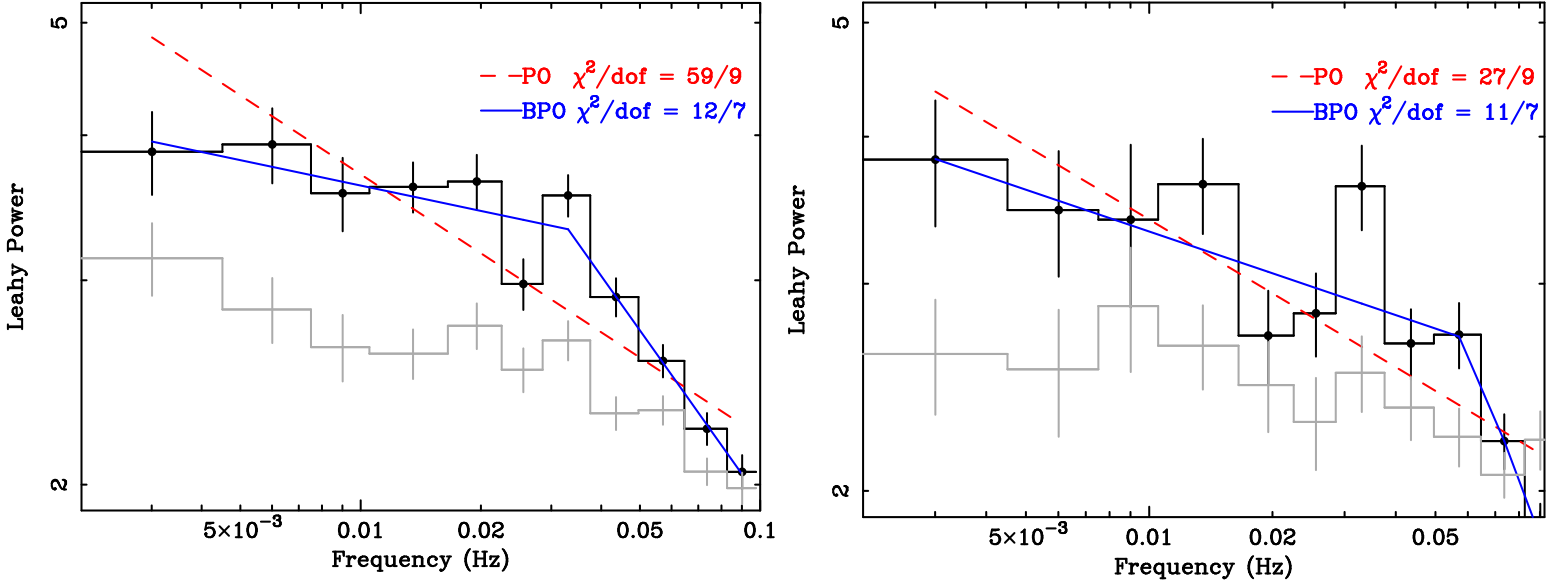 5
PO χ²/dof = 59/9
BPO χ²/dof = 12/7
Leahy Power
2
5×10⁻³ 0.01 0.02 0.05 0.1
Frequency (Hz)
5
PO χ²/dof = 27/9
BPO χ²/dof = 11/7
Leahy Power
2
5×10⁻³ 0.01 0.02 0.05
Frequency (Hz)